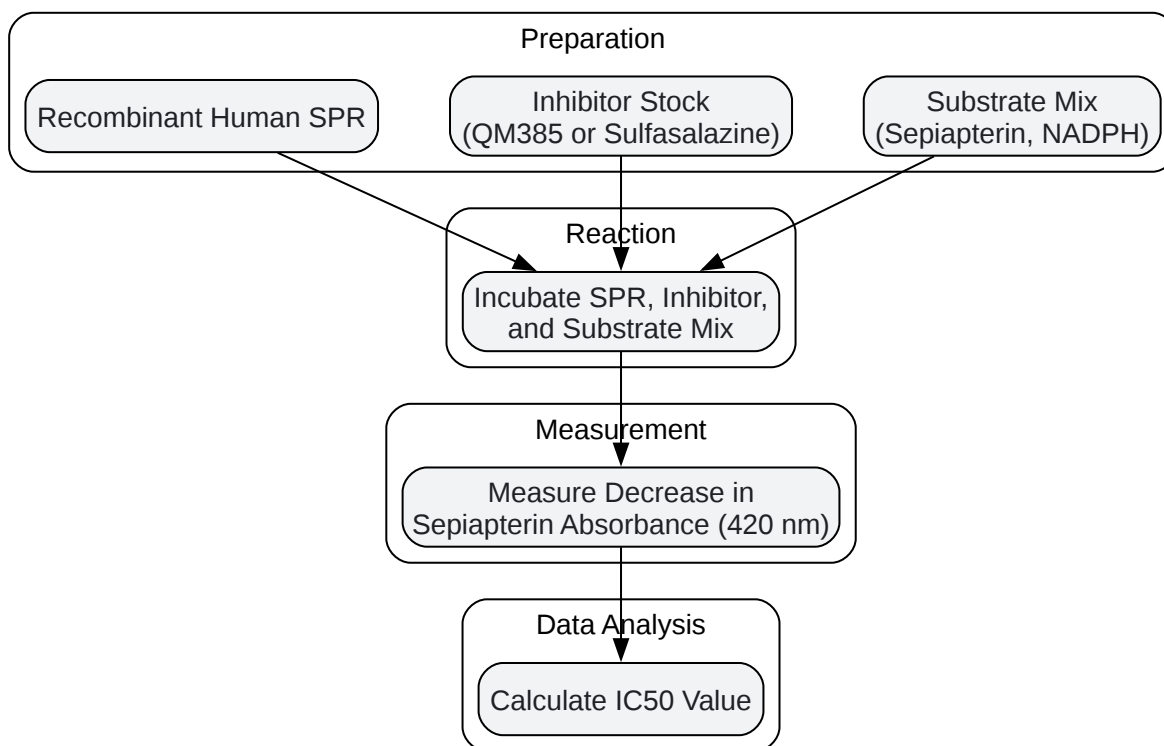 Preparation
Recombinant Human SPR
Inhibitor Stock
(QM385 or Sulfasalazine)
Substrate Mix
(Sepiapterin, NADPH)
Reaction
Incubate SPR, Inhibitor,
and Substrate Mix
Measurement
Measure Decrease in
Sepiapterin Absorbance (420 nm)
Data Analysis
Calculate IC50 Value